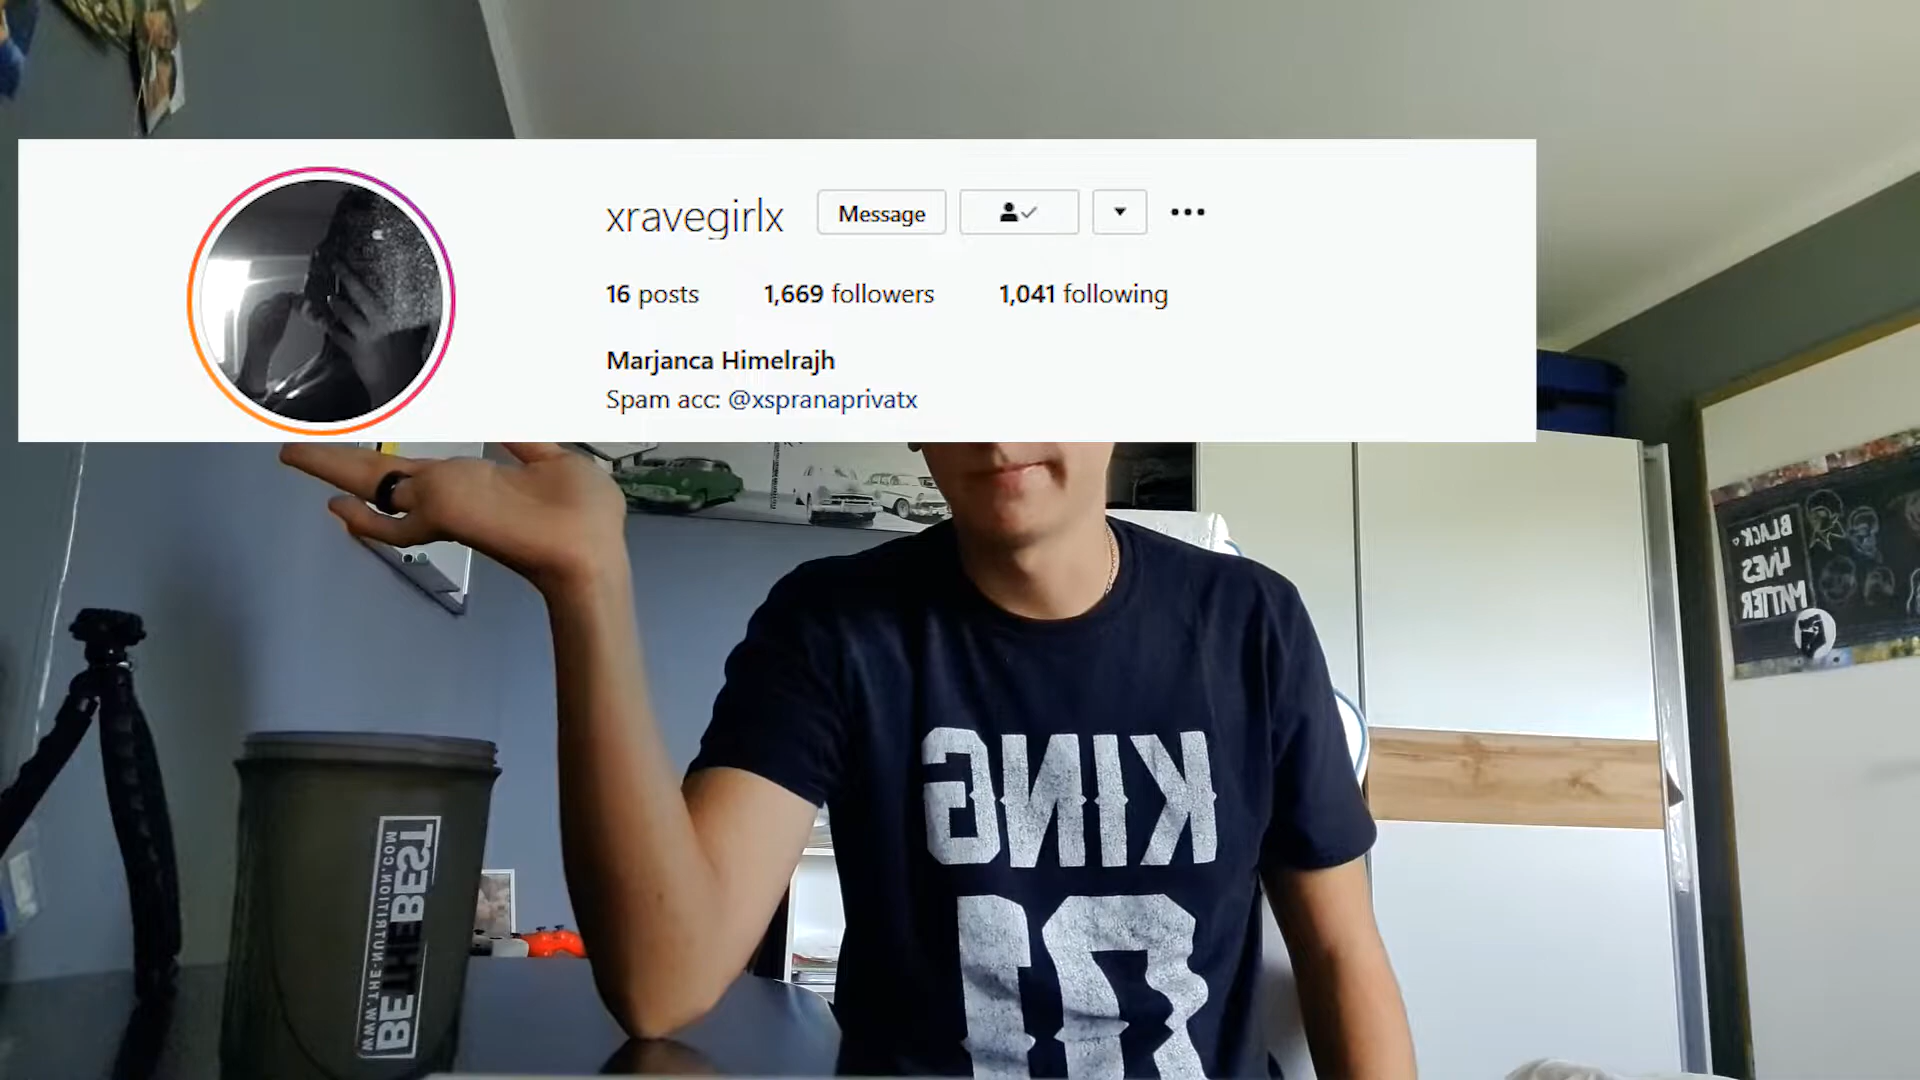 xravegirlx Message
16 posts 1,669 followers 1,041 following
Marjanca Himelrajh
Spam acc: @xspranaprivatx
BLACK
LIVES
MATTER
KING
01
BE THE BEST
WWW.THE-NUTRITION.COM